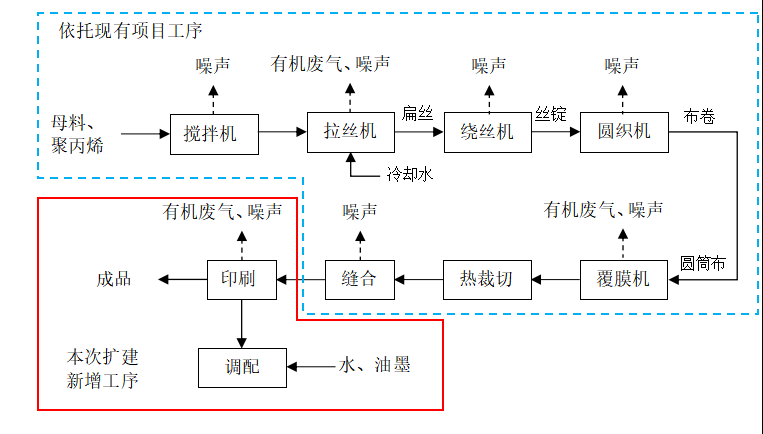 依托现有项目工序
噪声
有机废气、噪声
噪声
噪声
母料、
聚丙烯
搅拌机
拉丝机
扁丝
绕丝机
丝锭
圆织机
布卷
冷却水
有机废气、噪声
噪声
有机废气、噪声
成品
印刷
缝合
热裁切
覆膜机
圆筒布
本次扩建
新增工序
调配
水、油墨